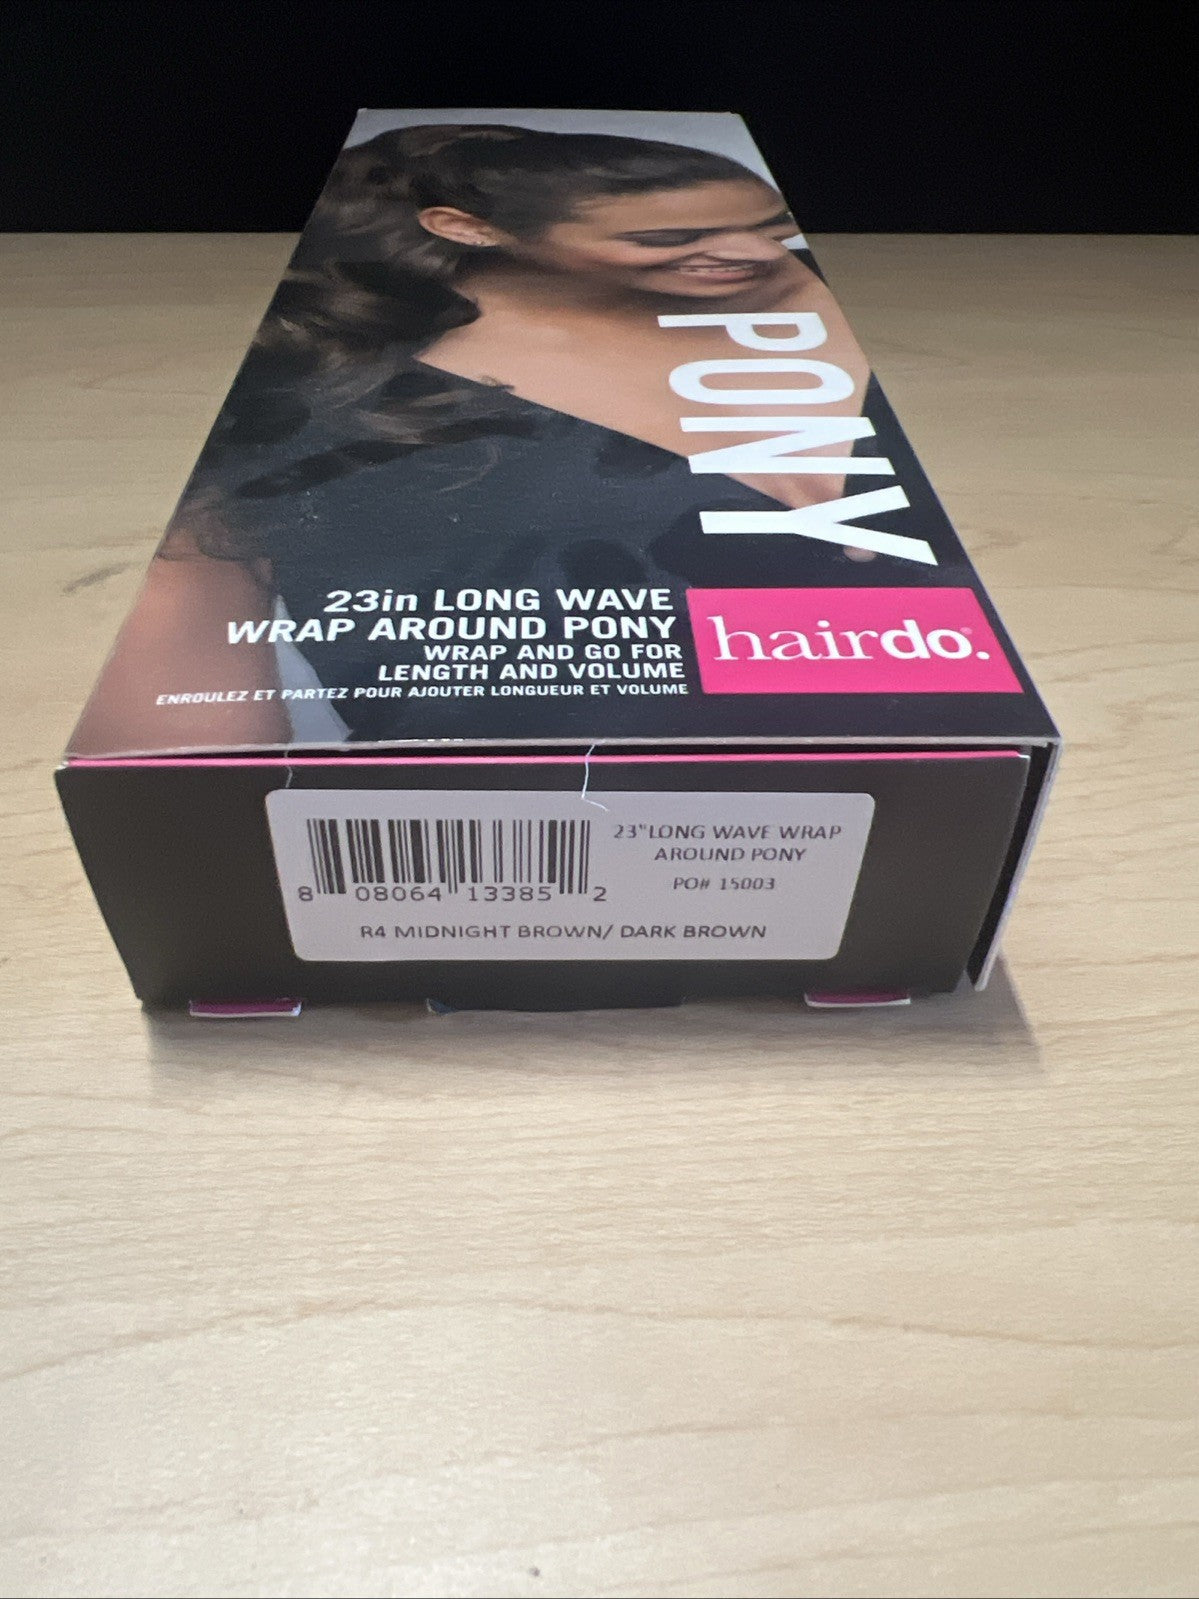 PONY
23in LONG WAVE
WRAP AROUND PONY
WRAP AND GO FOR
LENGTH AND VOLUME
ENROULEZ ET PARTEZ POUR AJOUTER LONGUEUR ET VOLUME
hairdo®.
23"LONG WAVE WRAP
AROUND PONY
PO# 15003
8 08064 13385 2
R4 MIDNIGHT BROWN/ DARK BROWN